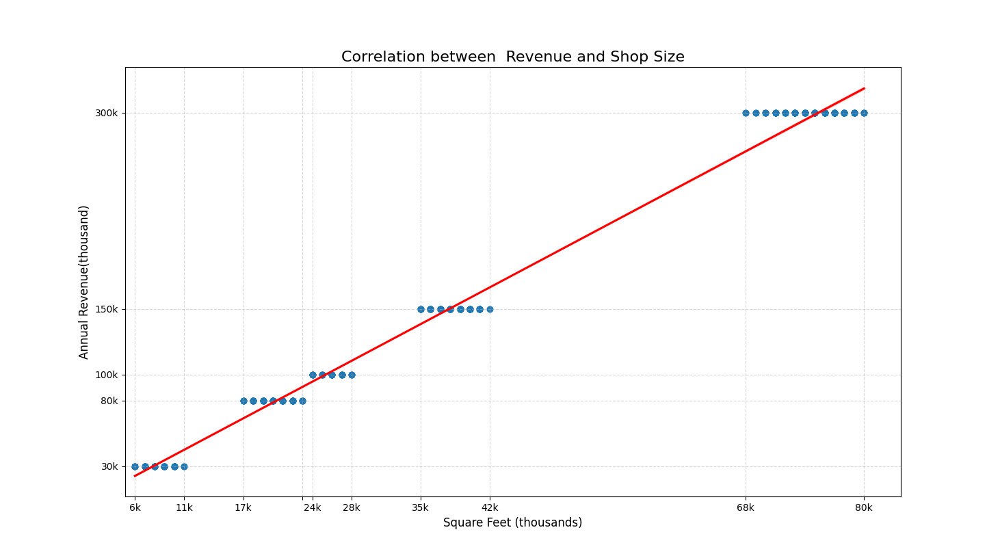 Correlation between  Revenue and Shop Size
300k
150k
100k
80k
30k
Annual Revenue(thousand)
6k 11k 17k 24k 28k 35k 42k 68k 80k
Square Feet (thousands)